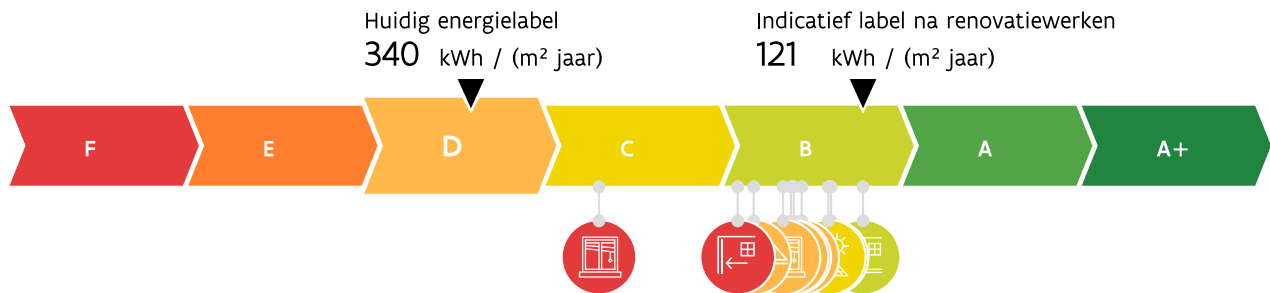 Huidig energielabel
340 kWh / (m² jaar)
Indicatief label na renovatiewerken
121 kWh / (m² jaar)
F E D C B A A+